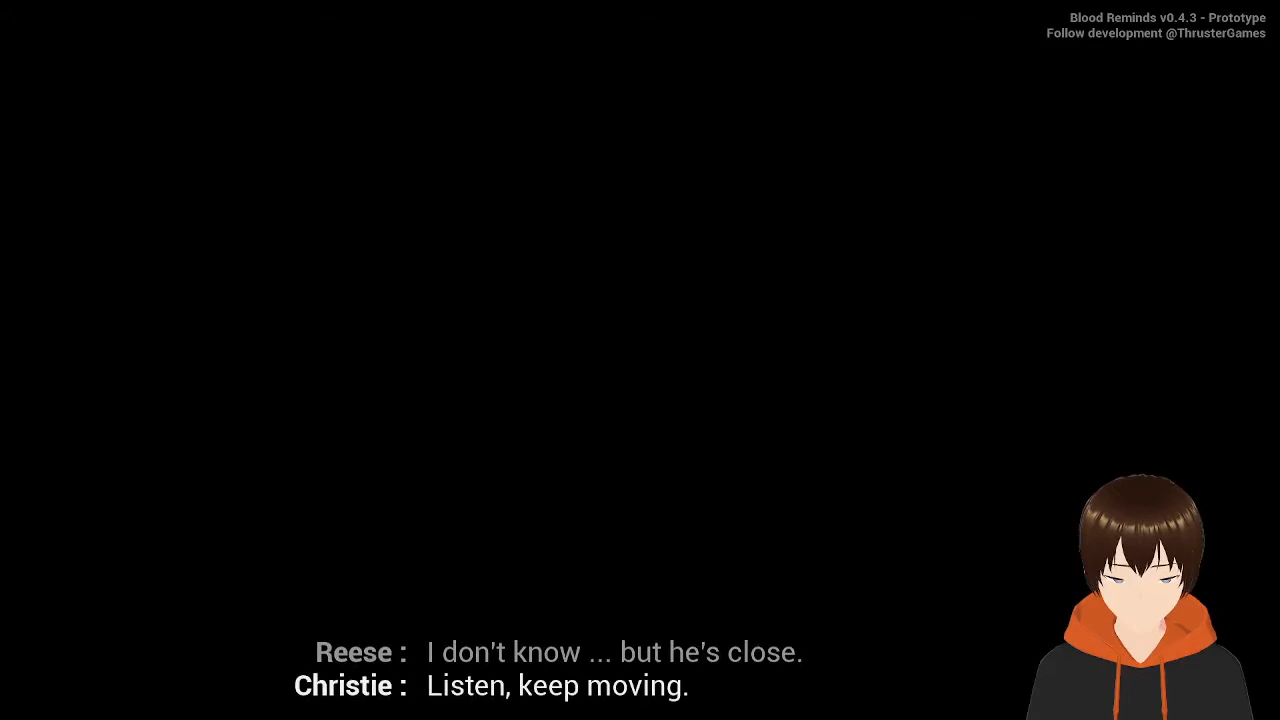 Blood Reminds v0.4.3 - Prototype
Follow development @ThrusterGames
Reese : I don't know ... but he's close.
Christie : Listen, keep moving.